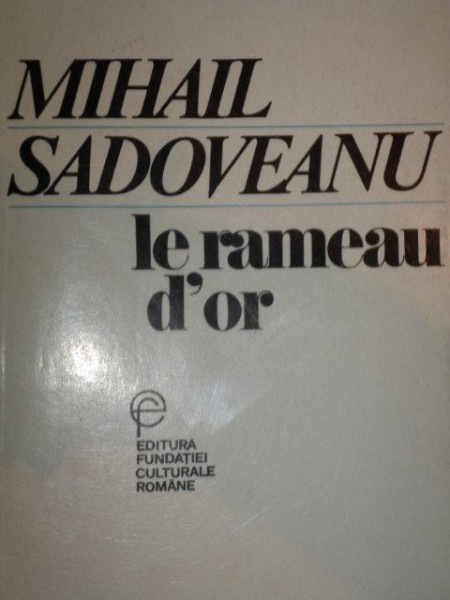 MIHAIL
SADOVEANU
le rameau
d'or
EDITURA
FUNDAȚIEI
CULTURALE
ROMÂNE